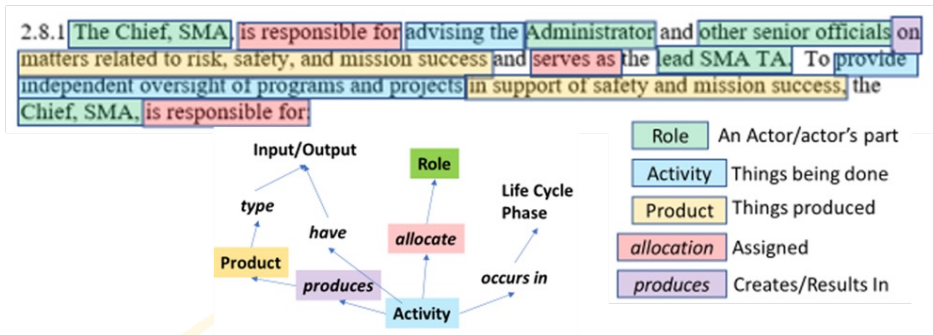 2.8.1 The Chief, SMA, is responsible for advising the Administrator and other senior officials on
matters related to risk, safety, and mission success and serves as the lead SMA TA. To provide
independent oversight of programs and projects in support of safety and mission success, the
Chief, SMA, is responsible for:
Input/Output
Role
Life Cycle
Phase
type
have
allocate
Product
produces
occurs in
Activity
Role An Actor/actor's part
Activity Things being done
Product Things produced
allocation Assigned
produces Creates/Results In